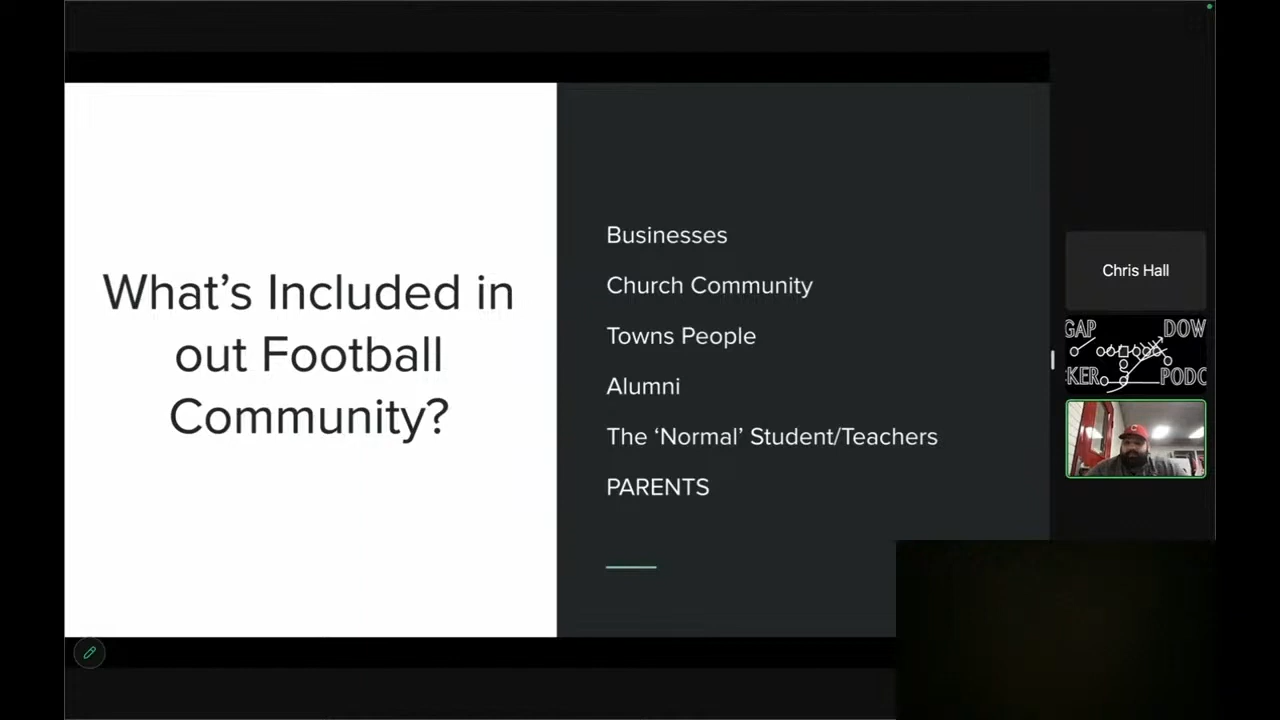 What's Included in
out Football
Community?
Businesses
Church Community
Towns People
Alumni
The ‘Normal’ Student/Teachers
PARENTS
Chris Hall
GAP DOW
KER PODC